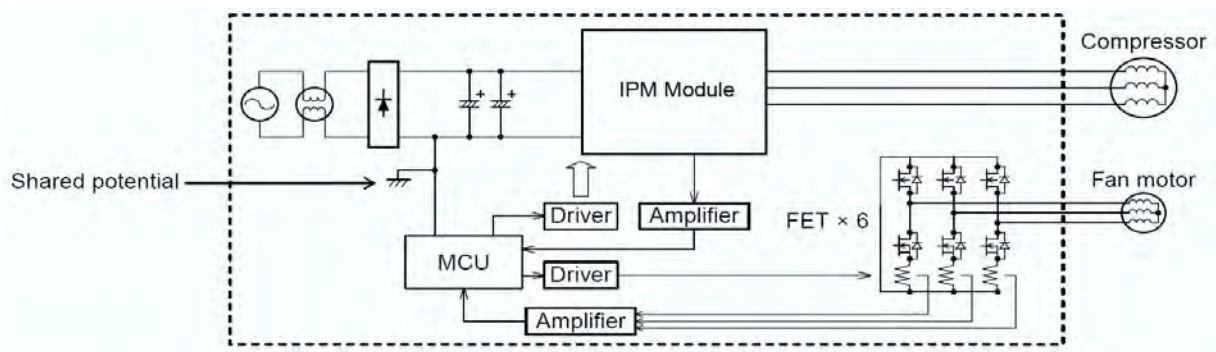 Compressor
IPM Module
Shared potential
Fan motor
Driver
Amplifier
FET × 6
MCU
Driver
Amplifier
+
+